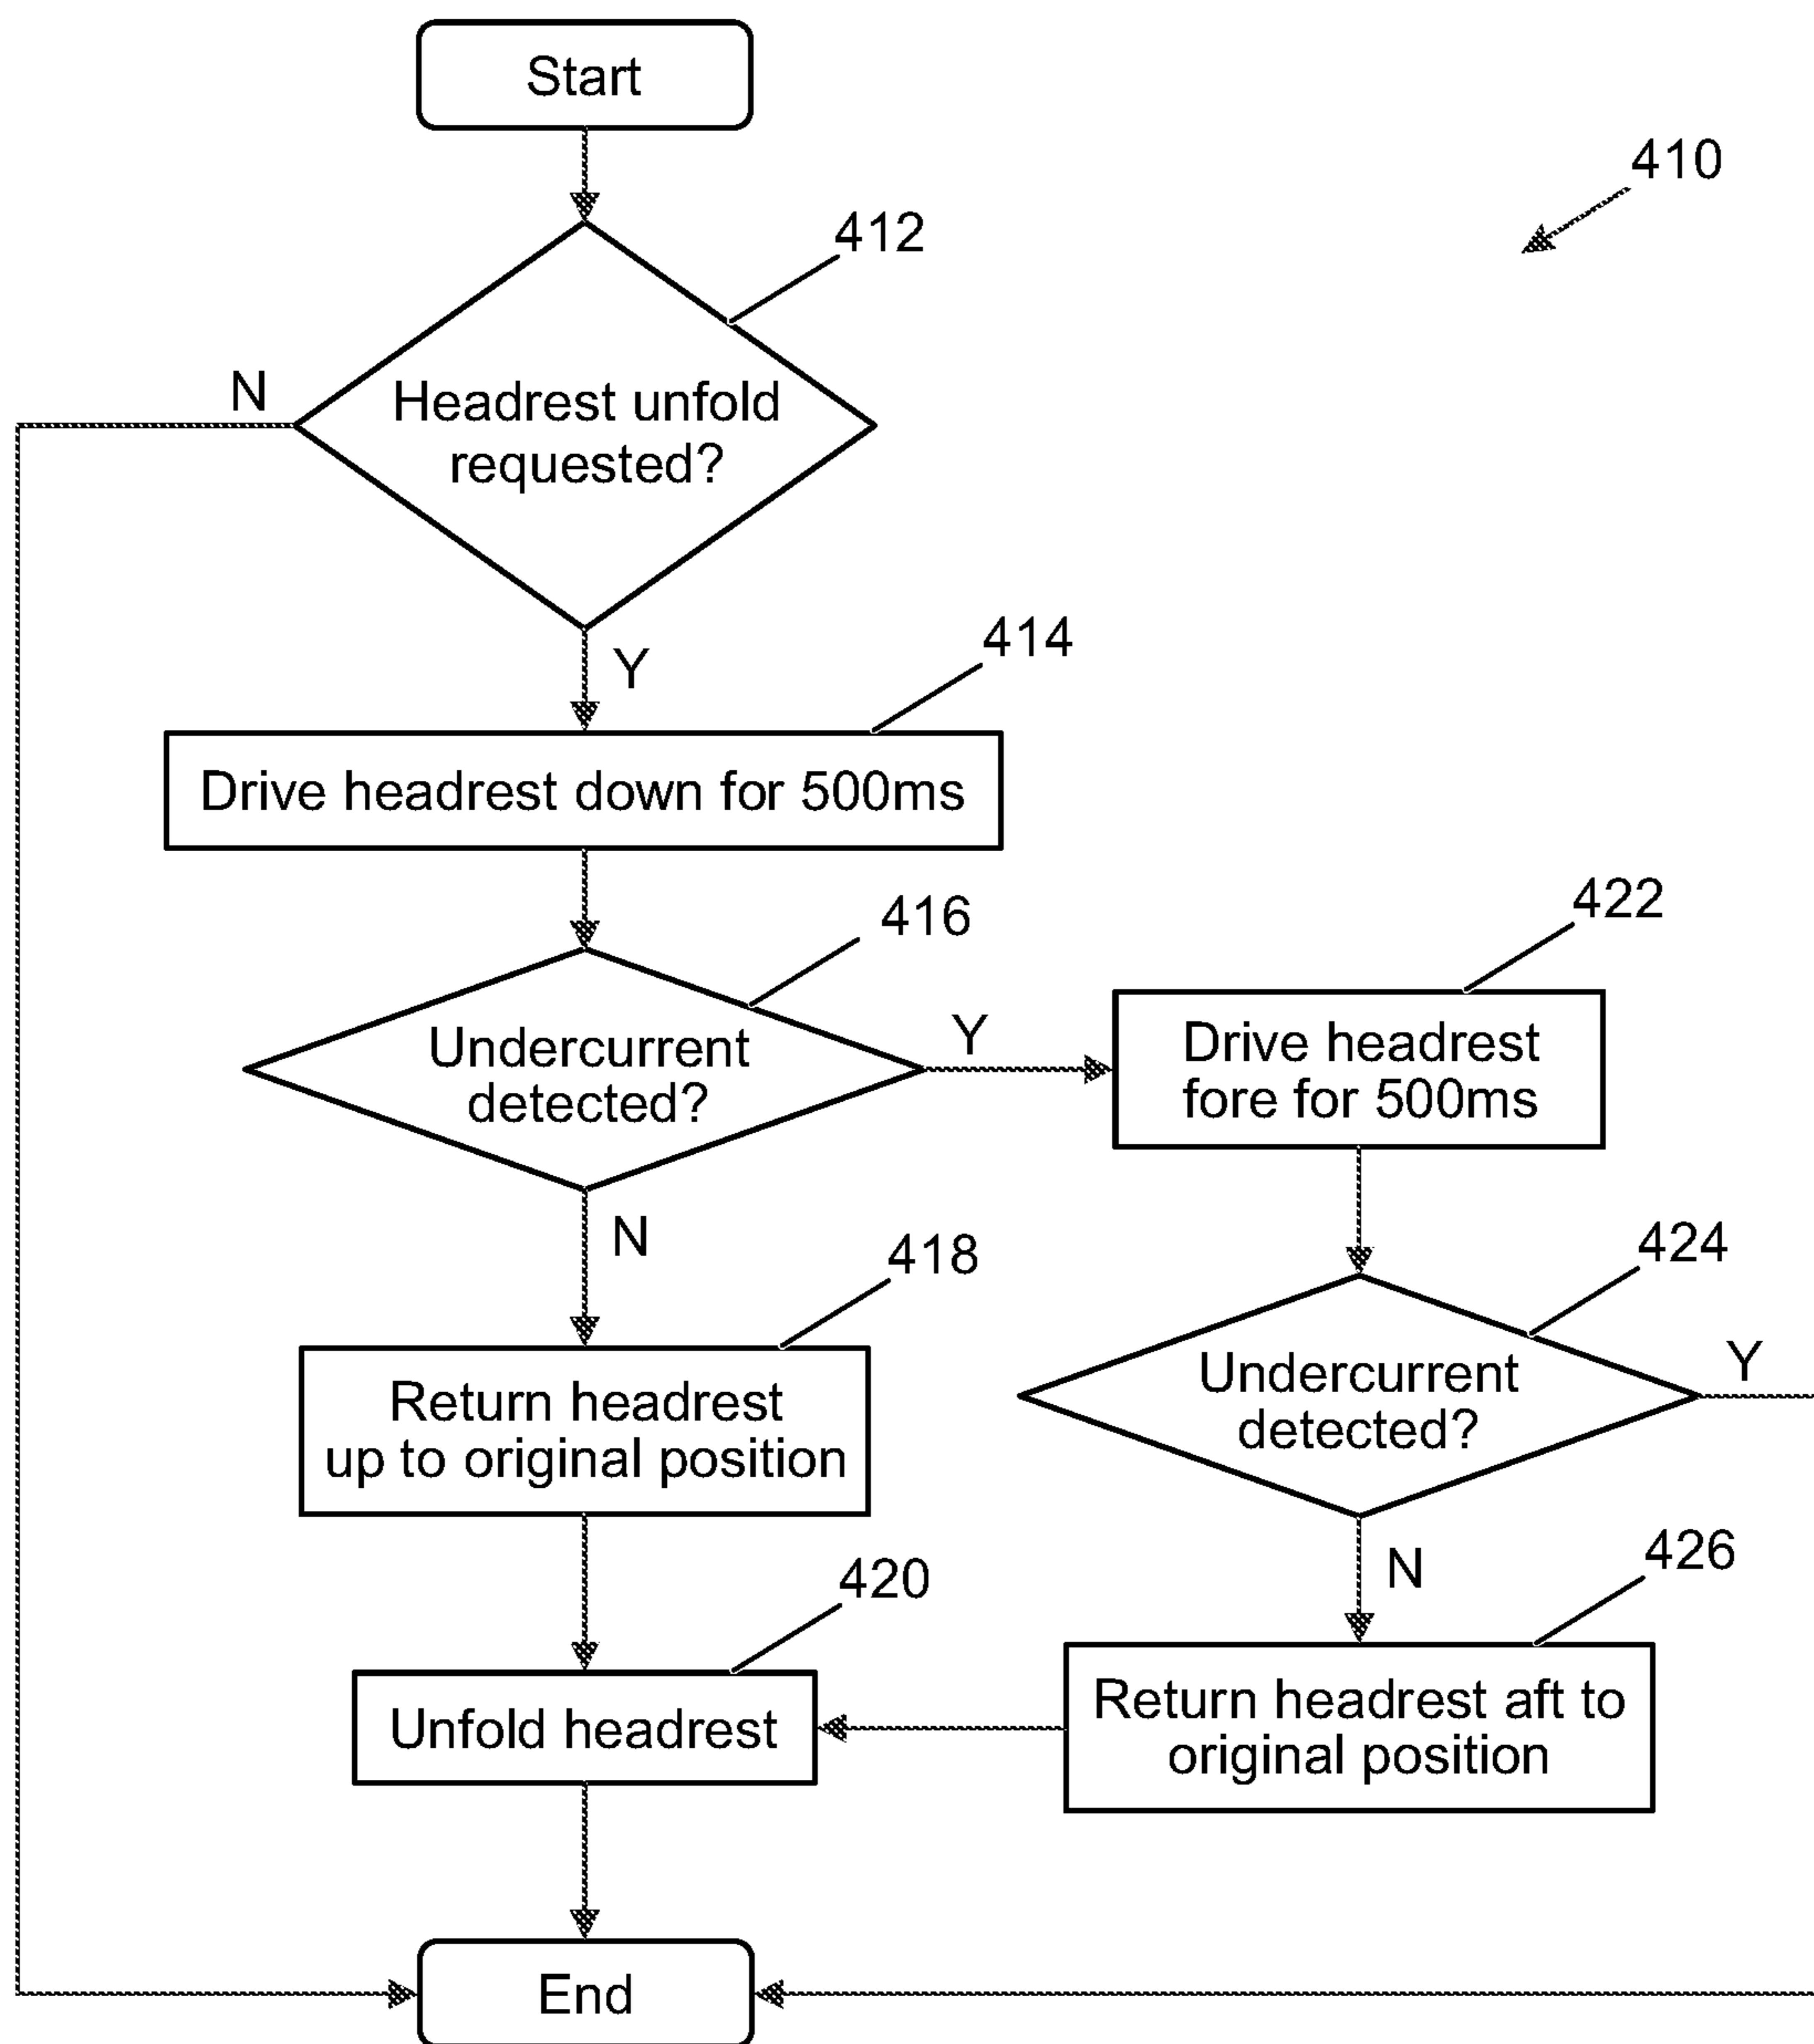 Start
410
412
N
Headrest unfold
requested?
Y
414
Drive headrest down for 500ms
416
422
Undercurrent
detected?
Y
Drive headrest
fore for 500ms
N
418
424
Return headrest
up to original position
Undercurrent
detected?
Y
420
N
426
Unfold headrest
Return headrest aft to
original position
End